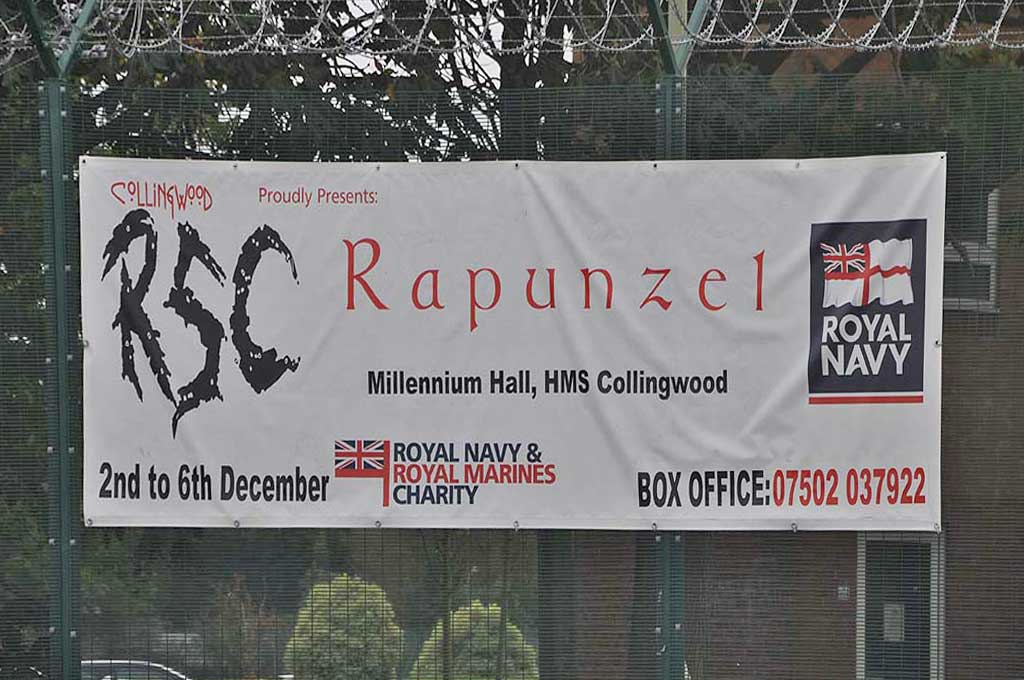 COLLINGWOOD
RSC
Proudly Presents:
Rapunzel
Millennium Hall, HMS Collingwood
ROYAL
NAVY
2nd to 6th December
ROYAL NAVY &
ROYAL MARINES
CHARITY
BOX OFFICE:07502 037922